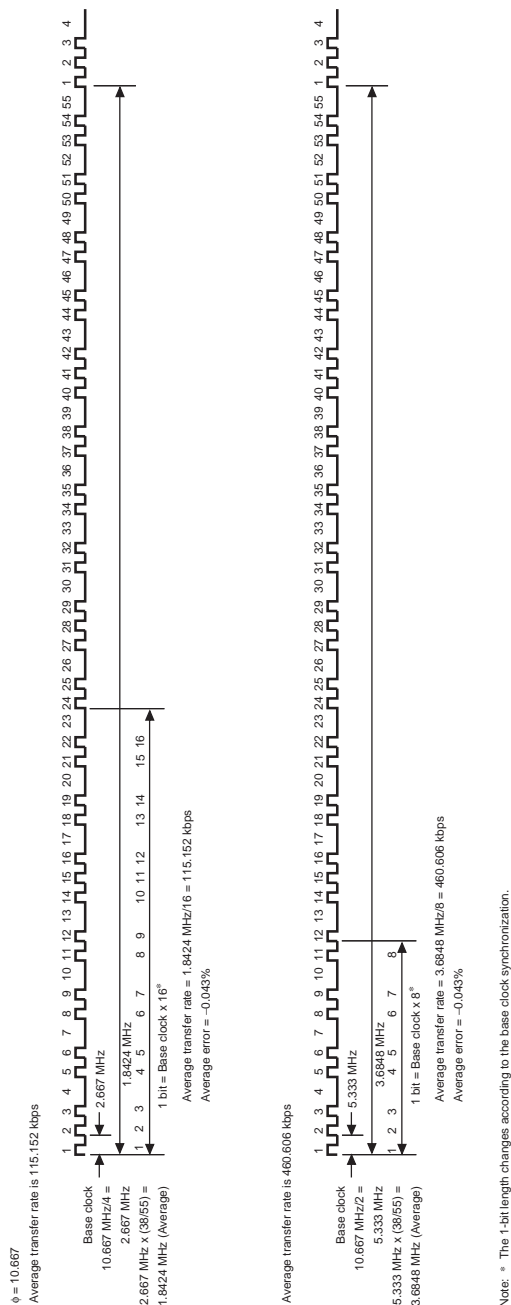 φ = 10.667
Average transfer rate is 115.152 kbps
1 2 3 4 5 6 7 8 9 10 11 12 13 14 15 16 17 18 19 20 21 22 23 24 25 26 27 28 29 30 31 32 33 34 35 36 37 38 39 40 41 42 43 44 45 46 47 48 49 50 51 52 53 54 55 1 2 3 4
Base clock
10.667 MHz/4 =
2.667 MHz
2.667 MHz
2.667 MHz x (38/55) =
1.8424 MHz (Average)
1.8424 MHz
1 2 3 4 5 6 7 8 9 10 11 12 13 14 15 16
1 bit = Base clock x 16*
Average transfer rate = 1.8424 MHz/16 = 115.152 kbps
Average error = –0.043%
Average transfer rate is 460.606 kbps
1 2 3 4 5 6 7 8 9 10 11 12 13 14 15 16 17 18 19 20 21 22 23 24 25 26 27 28 29 30 31 32 33 34 35 36 37 38 39 40 41 42 43 44 45 46 47 48 49 50 51 52 53 54 55 1 2 3 4
Base clock
10.667 MHz/2 =
5.333 MHz
5.333 MHz
5.333 MHz x (38/55) =
3.6848 MHz (Average)
3.6848 MHz
1 2 3 4 5 6 7 8
1 bit = Base clock x 8*
Average transfer rate = 3.6848 MHz/8 = 460.606 kbps
Average error = –0.043%
Note: * The 1-bit length changes according to the base clock synchronization.